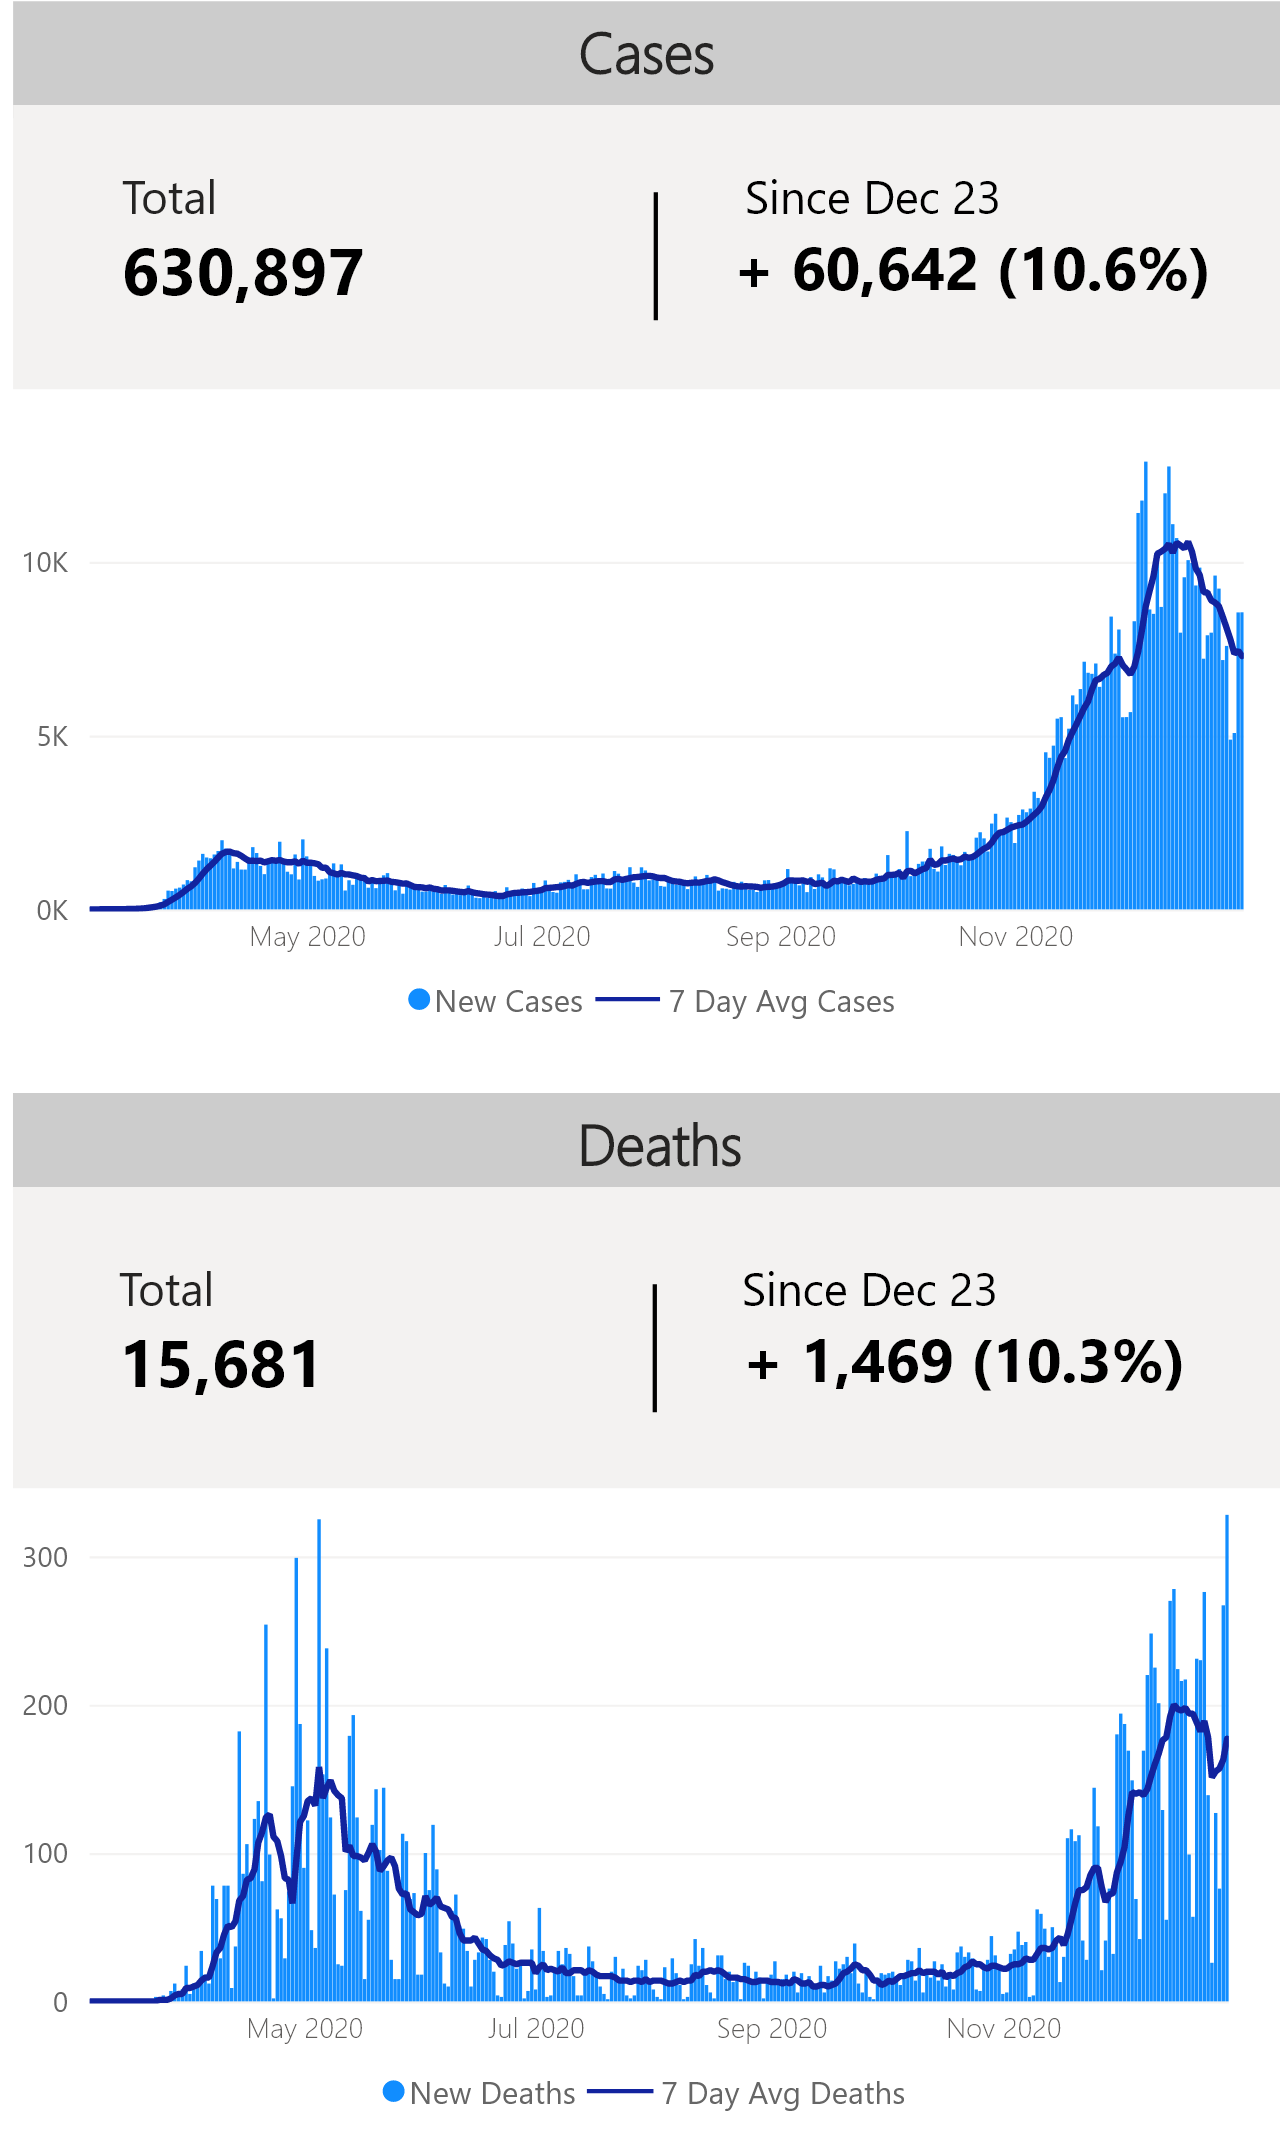 Cases
Total
Since Dec 23
630,897
+ 60,642 (10.6%)
10K
5K
0K
May 2020
Jul 2020
Sep 2020
Nov 2020
New Cases
7 Day Avg Cases
Deaths
Total
Since Dec 23
15,681
+ 1,469 (10.3%)
300
200
100
0
May 2020
Jul 2020
Sep 2020
Nov 2020
New Deaths
7 Day Avg Deaths